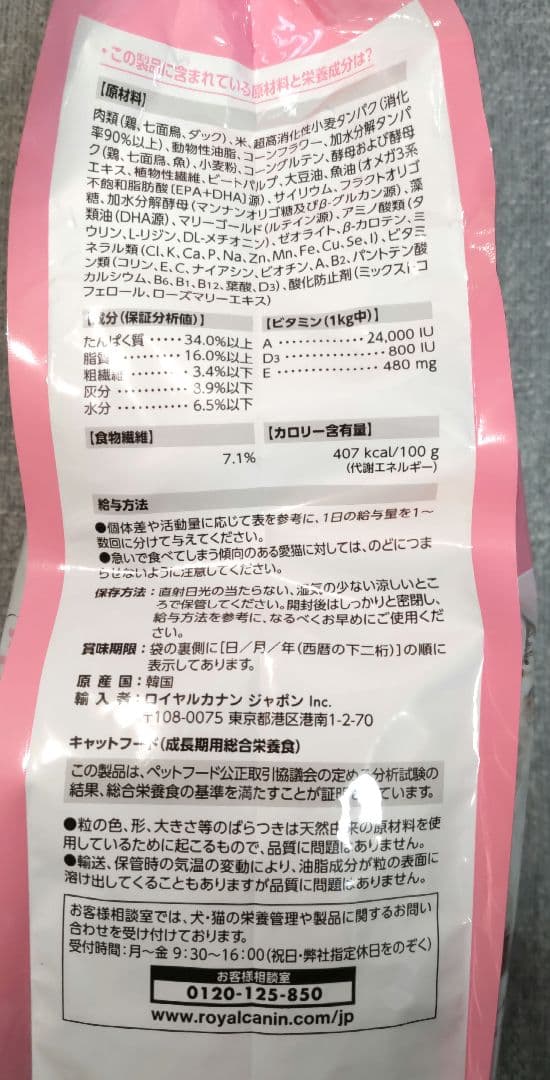 ・この製品に含まれている原材料と栄養成分は?
【原材料】
肉類(鶏、七面鳥、ダック)、米、超高消化性小麦タンパク(消化
率90%以上)、動物性油脂、コーンフラワー、加水分解タンパ
ク(鶏、七面鳥、魚)、小麦粉、コーングルテン、酵母および酵母
エキス、植物性繊維、ビートパルプ、大豆油、魚油(オメガ3系
不飽和脂肪酸[EPA+DHA]源)、サイリウム、フラクトオリゴ
糖、加水分解酵母(マンナンオリゴ糖及びβ-グルカン源)、藻
類油(DHA源)、マリーゴールド(ルテイン源)、アミノ酸類(タ
ウリン、L-リジン、DL-メチオニン)、ゼオライト、β-カロテン、ミ
ネラル類(Cl、K、Ca、P、Na、Zn、Mn、Fe、Cu、Se、I)、ビタミ
ン類(コリン、E、C、ナイアシン、ビオチン、A、B2、パントテン酸
カルシウム、B6、B1、B12、葉酸、D3)、酸化防止剤(ミックスト
コフェロール、ローズマリーエキス)
【成分(保証分析値)】
たんぱく質 ····· 34.0%以上
脂質 ··········· 16.0%以上
粗繊維 ·········· 3.4%以下
灰分 ··········· 8.9%以下
水分 ··········· 6.5%以下
【ビタミン(1kg中)】
A ············· 24,000 IU
D3 ·············· 800 IU
E ·············· 480 mg
【食物繊維】
7.1%
【カロリー含有量】
407 kcal/100 g
(代謝エネルギー)
給与方法
●個体差や活動量に応じて表を参考に、1日の給与量を1〜
数回に分けて与えてください。
●急いで食べてしまう傾向のある愛猫に対しては、のどにつま
らせないように注意してください。
保存方法:直射日光の当たらない、湿気の少ない涼しいとこ
ろで保管してください。開封後はしっかりと密閉し、
給与方法を参考に、なるべくお早めにご使用くだ
さい。
賞味期限:袋の裏側に[日/月/年(西暦の下二桁)]の順に
表示してあります。
原産国:韓国
輸入者:ロイヤルカナン ジャポン Inc.
〒108-0075 東京都港区港南1-2-70
キャットフード(成長期用総合栄養食)
この製品は、ペットフード公正取引協議会の定める分析試験の
結果、総合栄養食の基準を満たすことが証明されています。
●粒の色、形、大きさ等のばらつきは天然由来の原材料を使
用しているために起こるもので、品質に問題はありません。
●輸送、保管時の気温の変動により、油脂成分が粒の表面に
溶け出してくることもありますが品質に問題はありません。
お客様相談室では、犬・猫の栄養管理や製品に関するお問い
合わせを受け付けております。
受付時間:月〜金 9:30〜16:00(祝日・弊社指定休日をのぞく)
お客様相談室
0120-125-850
www.royalcanin.com/jp